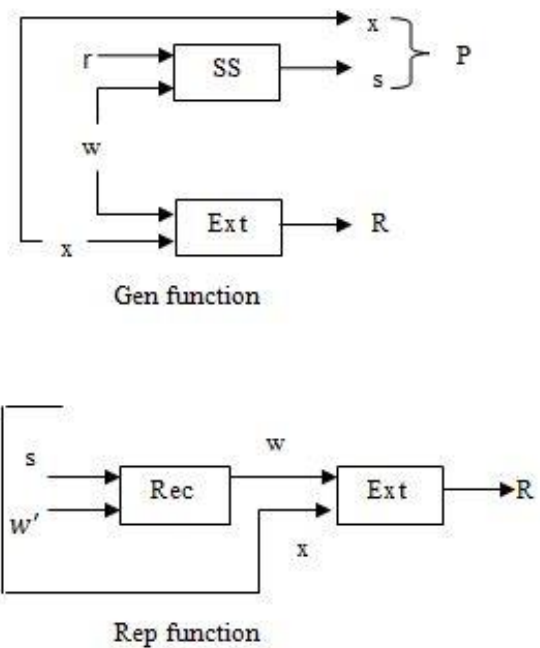 x
r SS P
s
w
Ext R
x
Gen function
w
s
Rec Ext R
w'
x
Rep function